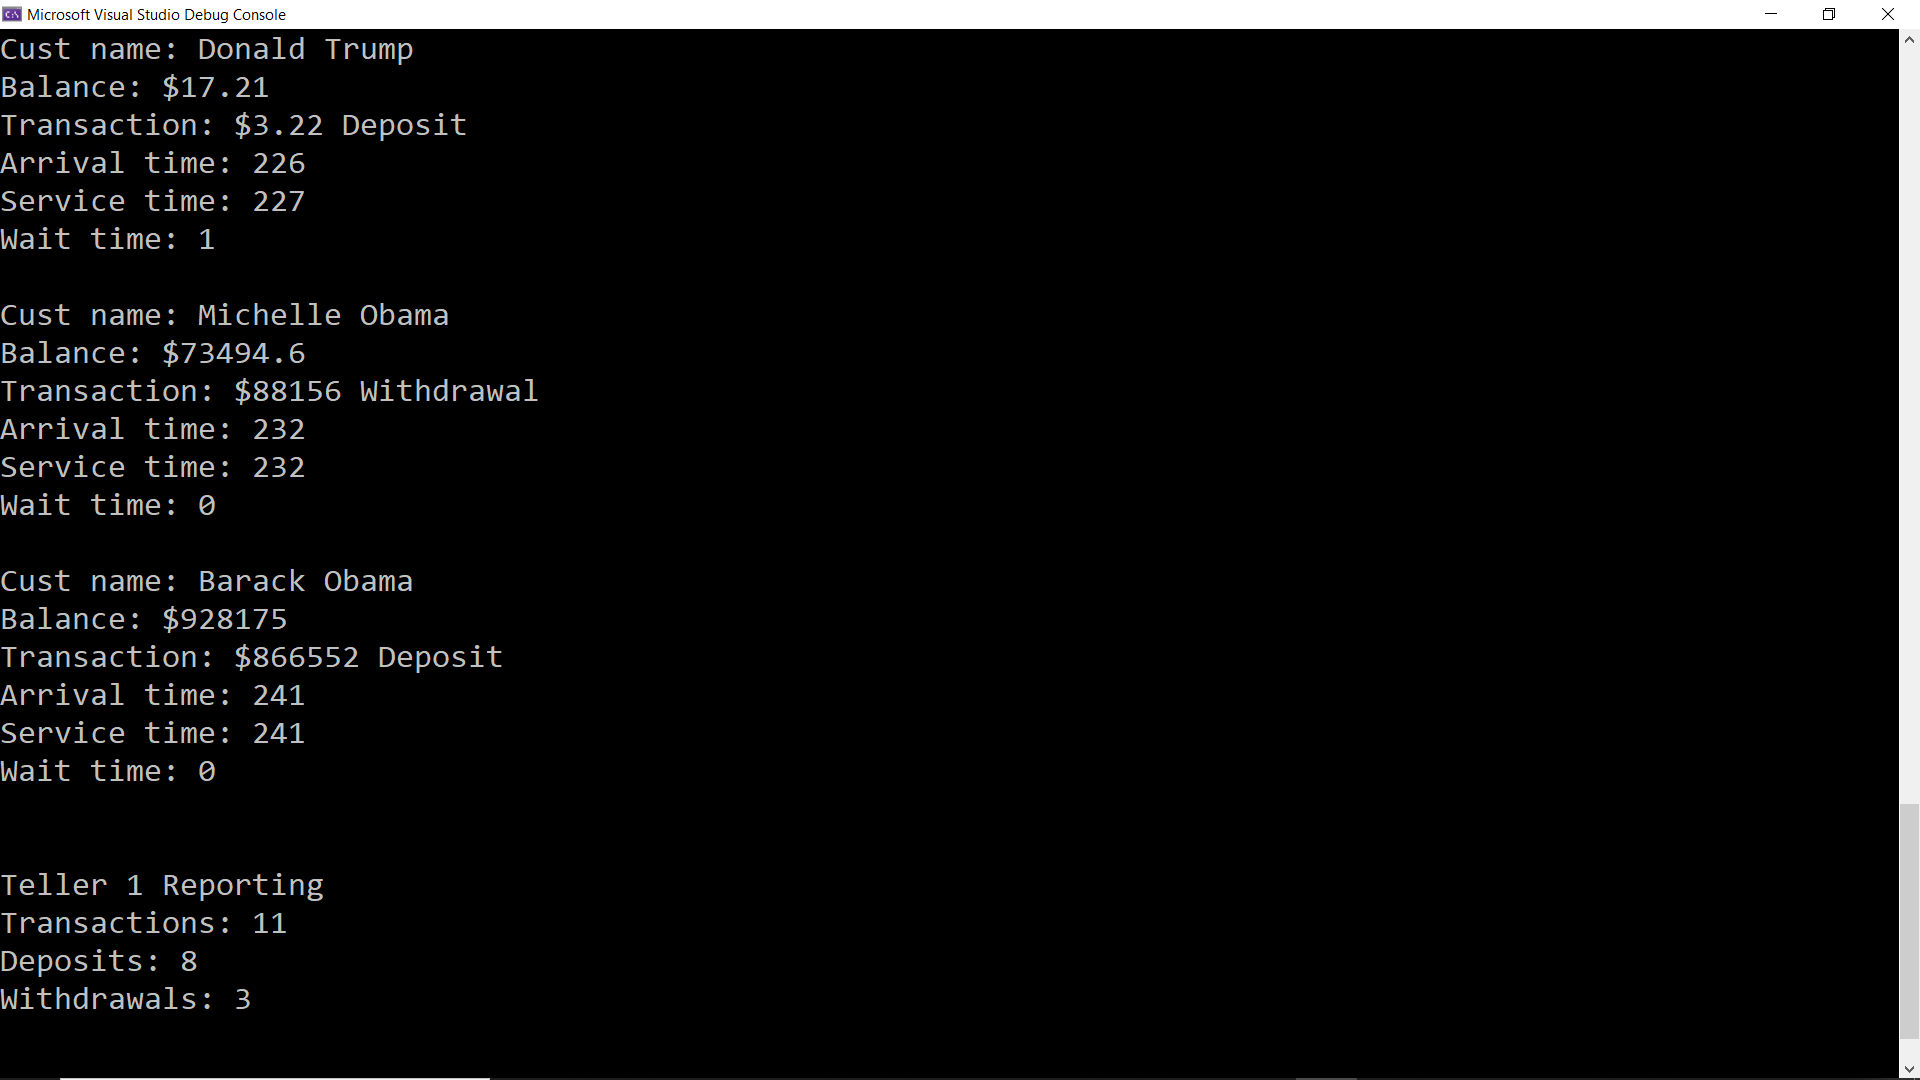 Microsoft Visual Studio Debug Console
Cust name: Donald Trump
Balance: $17.21
Transaction: $3.22 Deposit
Arrival time: 226
Service time: 227
Wait time: 1
Cust name: Michelle Obama
Balance: $73494.6
Transaction: $88156 Withdrawal
Arrival time: 232
Service time: 232
Wait time: 0
Cust name: Barack Obama
Balance: $928175
Transaction: $866552 Deposit
Arrival time: 241
Service time: 241
Wait time: 0
Teller 1 Reporting
Transactions: 11
Deposits: 8
Withdrawals: 3